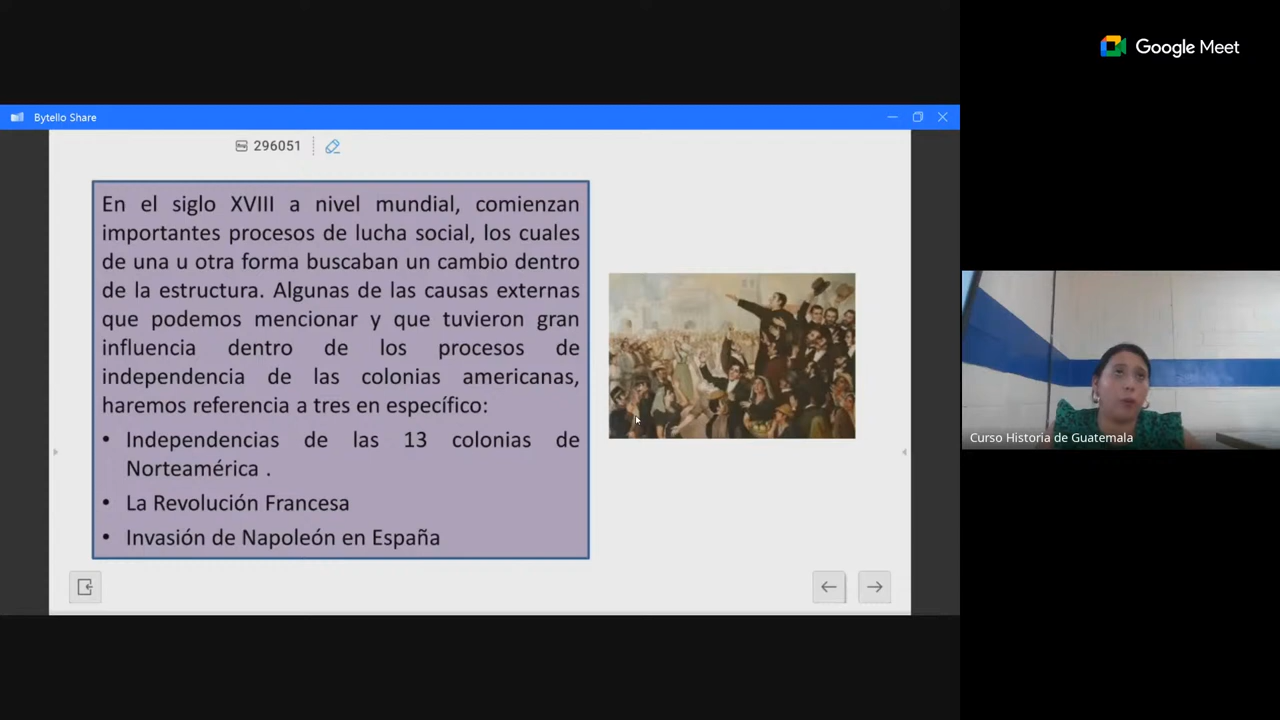 Google Meet
Bytello Share
296051
En el siglo XVIII a nivel mundial, comienzan
importantes procesos de lucha social, los cuales
de una u otra forma buscaban un cambio dentro
de la estructura. Algunas de las causas externas
que podemos mencionar y que tuvieron gran
influencia dentro de los procesos de
independencia de las colonias americanas,
haremos referencia a tres en específico:
• Independencias de las 13 colonias de
Norteamérica .
• La Revolución Francesa
• Invasión de Napoleón en España
Curso Historia de Guatemala